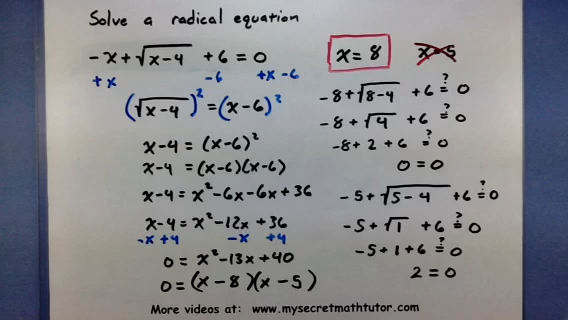 Solve a radical equation
-x + √(x-4) + 6 = 0
+x -6 +x -6
(√(x-4))² = (x-6)²
x-4 = (x-6)²
x-4 = (x-6)(x-6)
x-4 = x²-6x-6x+36
x-4 = x²-12x+36
-x +4 -x +4
0 = x²-13x+40
0 = (x-8)(x-5)
x = 8 x = 5
-8+√(8-4) +6 ≟ 0
-8+√4 +6 ≟ 0
-8+2+6 ≟ 0
0 = 0
-5+√(5-4) +6 ≟ 0
-5+√1 +6 ≟ 0
-5+1+6 ≟ 0
2 = 0
More videos at: www.mysecretmathtutor.com